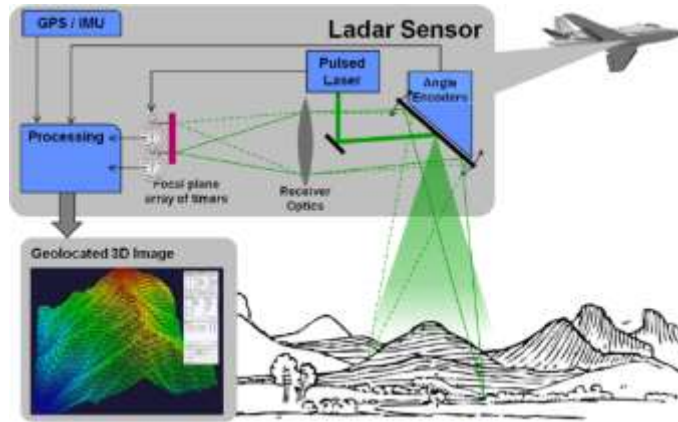 GPS / IMU
Ladar Sensor
Pulsed
Laser
Angle
Encoders
Processing
Focal plane
array of timers
Receiver
Optics
Geolocated 3D Image